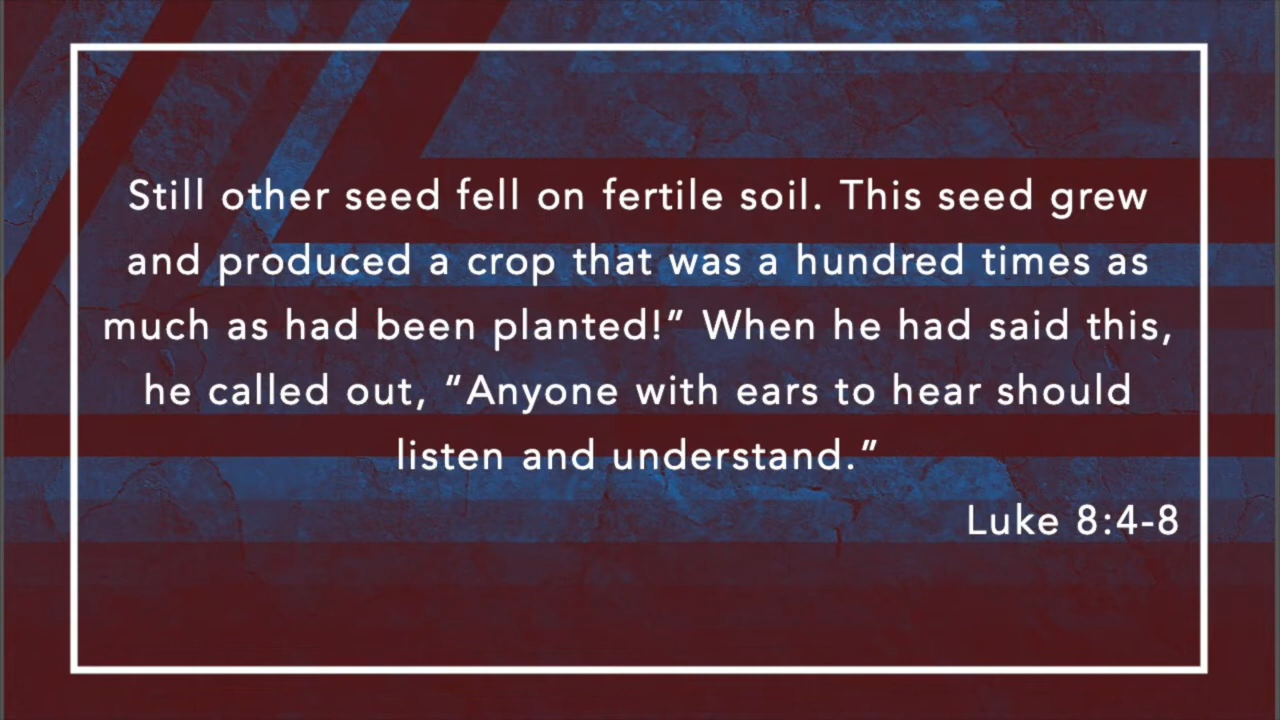 Still other seed fell on fertile soil. This seed grew
and produced a crop that was a hundred times as
much as had been planted!” When he had said this,
he called out, “Anyone with ears to hear should
listen and understand.”
Luke 8:4-8